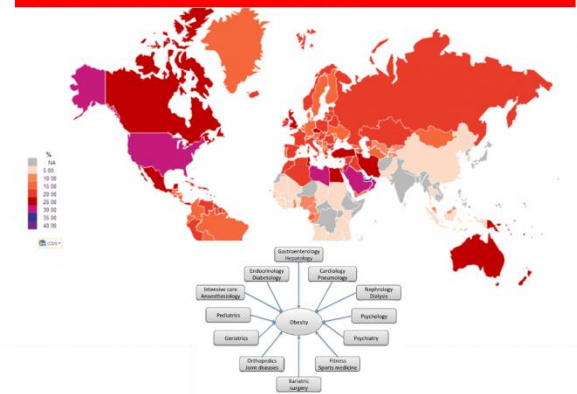 %
NA
5 00
10 00
15 00
20 00
25 00
30 00
35 00
40 00
Gastroenterology
Hepatology
Endocrinology
Diabetology
Cardiology
Pneumology
Intensive care
Anaesthesiology
Nephrology
Dialysis
Pediatrics
Obesity
Psychology
Geriatrics
Psychiatry
Orthopedics
Joint diseases
Fitness
Sports medicine
Bariatric
surgery